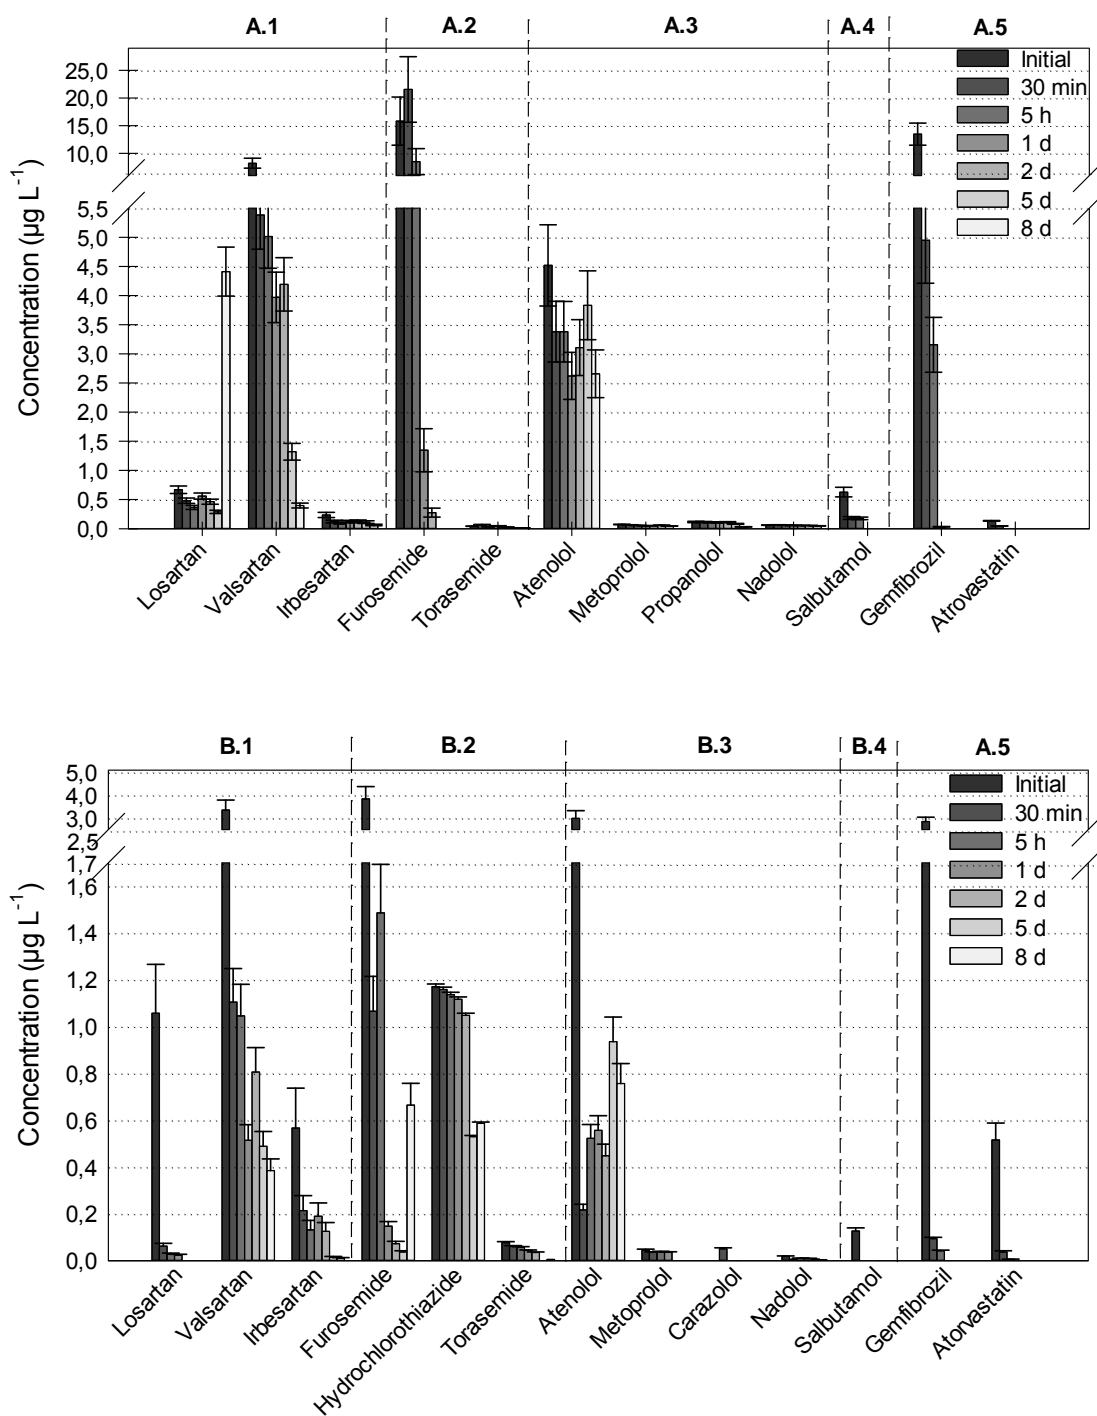 A.1 A.2 A.3 A.4 A.5
25,0
20,0
15,0
10,0
5,5
5,0
4,5
4,0
3,5
3,0
2,5
2,0
1,5
1,0
0,5
0,0
Concentration (µg L⁻¹)
Initial
30 min
5 h
1 d
2 d
5 d
8 d
Losartan
Valsartan
Irbesartan
Furosemide
Torasemide
Atenolol
Metoprolol
Propanolol
Nadolol
Salbutamol
Gemfibrozil
Atrovastatin
B.1 B.2 B.3 B.4 A.5
5,0
4,0
3,0
2,5
1,7
1,6
1,4
1,2
1,0
0,8
0,6
0,4
0,2
0,0
Concentration (µg L⁻¹)
Initial
30 min
5 h
1 d
2 d
5 d
8 d
Losartan
Valsartan
Irbesartan
Furosemide
Hydrochlorothiazide
Torasemide
Atenolol
Metoprolol
Carazolol
Nadolol
Salbutamol
Gemfibrozil
Atorvastatin